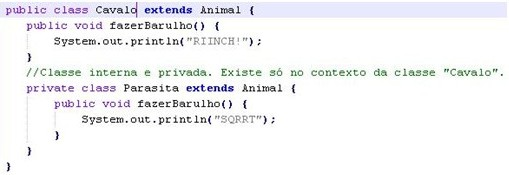 public class Cavalo extends Animal {
public void fazerBarulho() {
System.out.println("RIINCH!");
}
//Classe interna e privada. Existe só no contexto da classe "Cavalo".
private class Parasita extends Animal {
public void fazerBarulho() {
System.out.println("SQRRT");
}
}
}